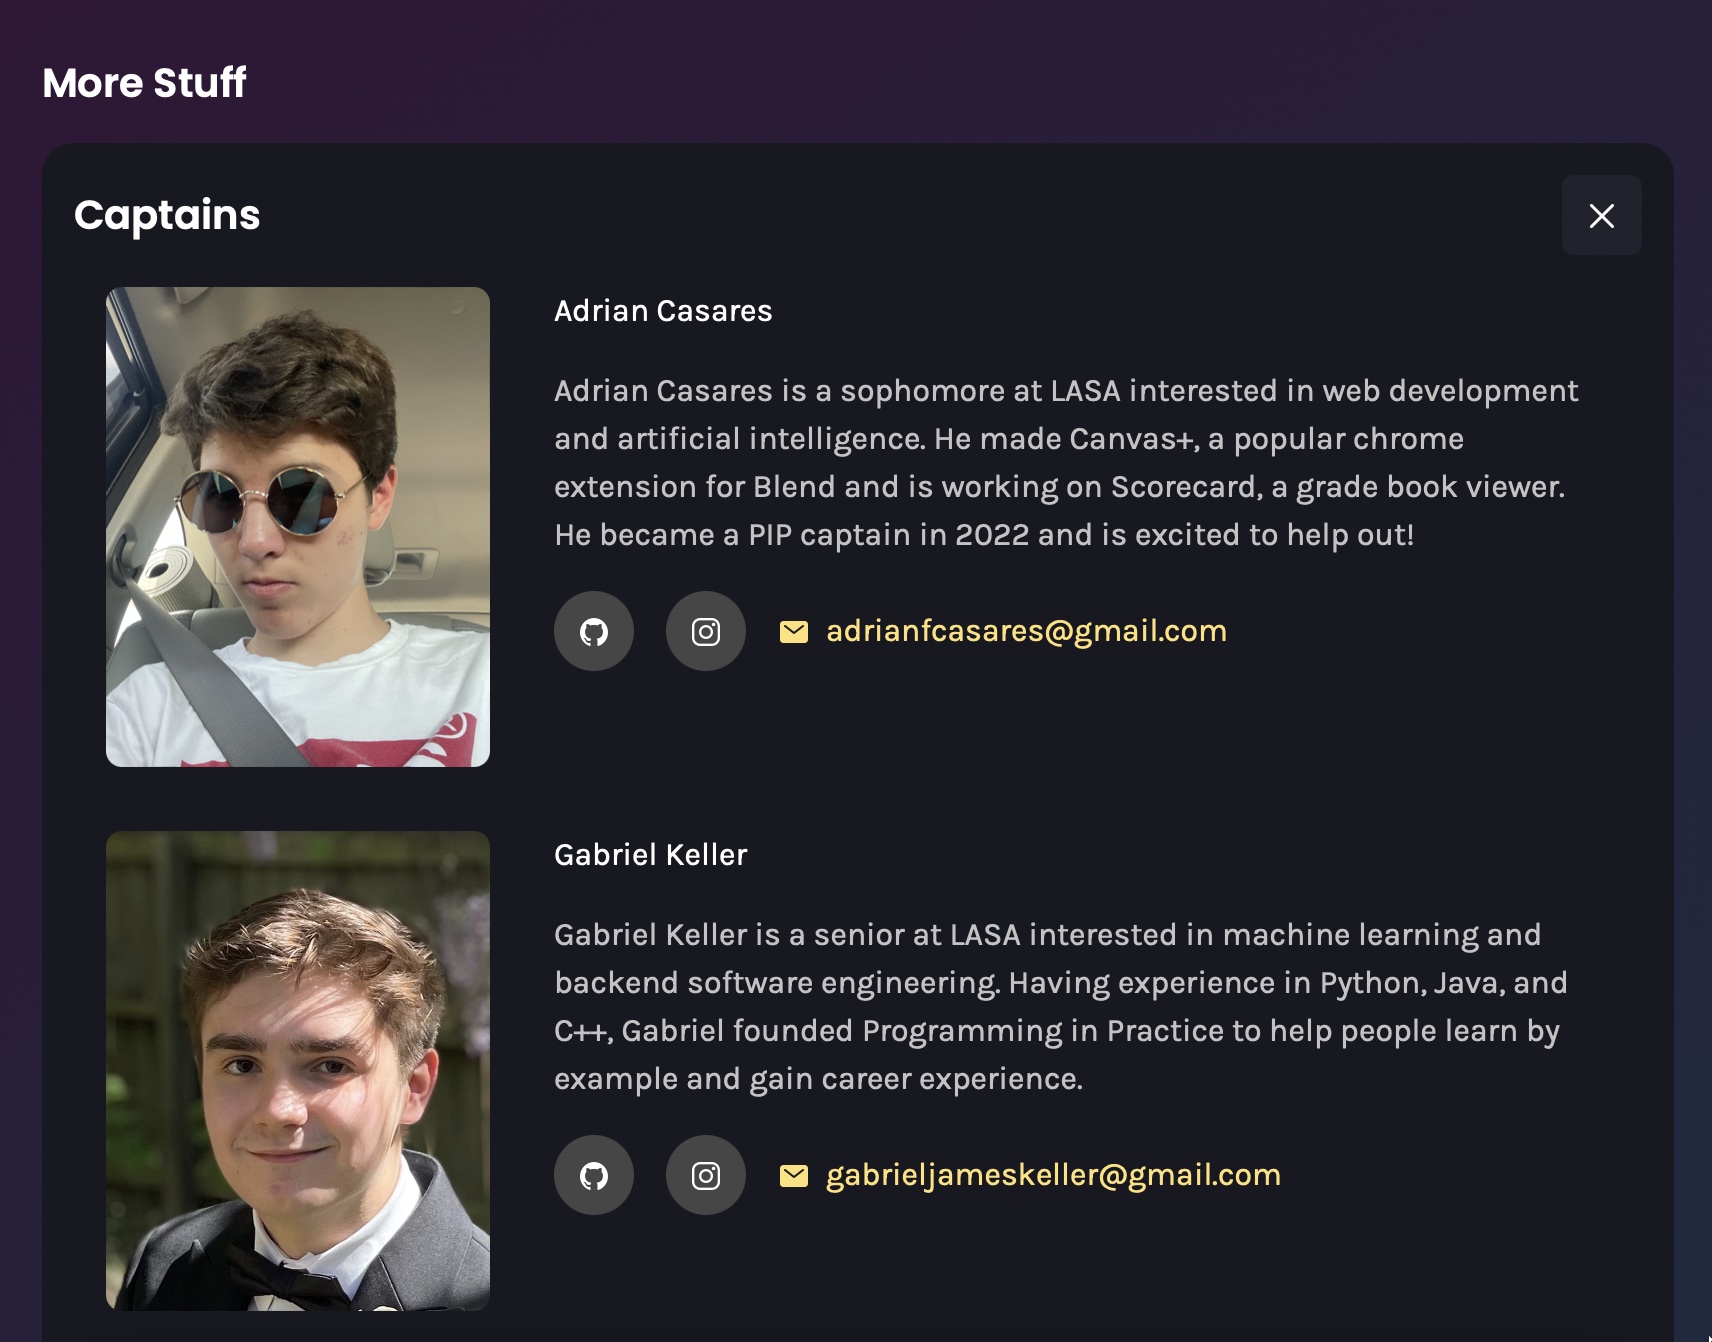 More Stuff
Captains
Adrian Casares
Adrian Casares is a sophomore at LASA interested in web development
and artificial intelligence. He made Canvas+, a popular chrome
extension for Blend and is working on Scorecard, a grade book viewer.
He became a PIP captain in 2022 and is excited to help out!
adrianfcasares@gmail.com
Gabriel Keller
Gabriel Keller is a senior at LASA interested in machine learning and
backend software engineering. Having experience in Python, Java, and
C++, Gabriel founded Programming in Practice to help people learn by
example and gain career experience.
gabrieljameskeller@gmail.com